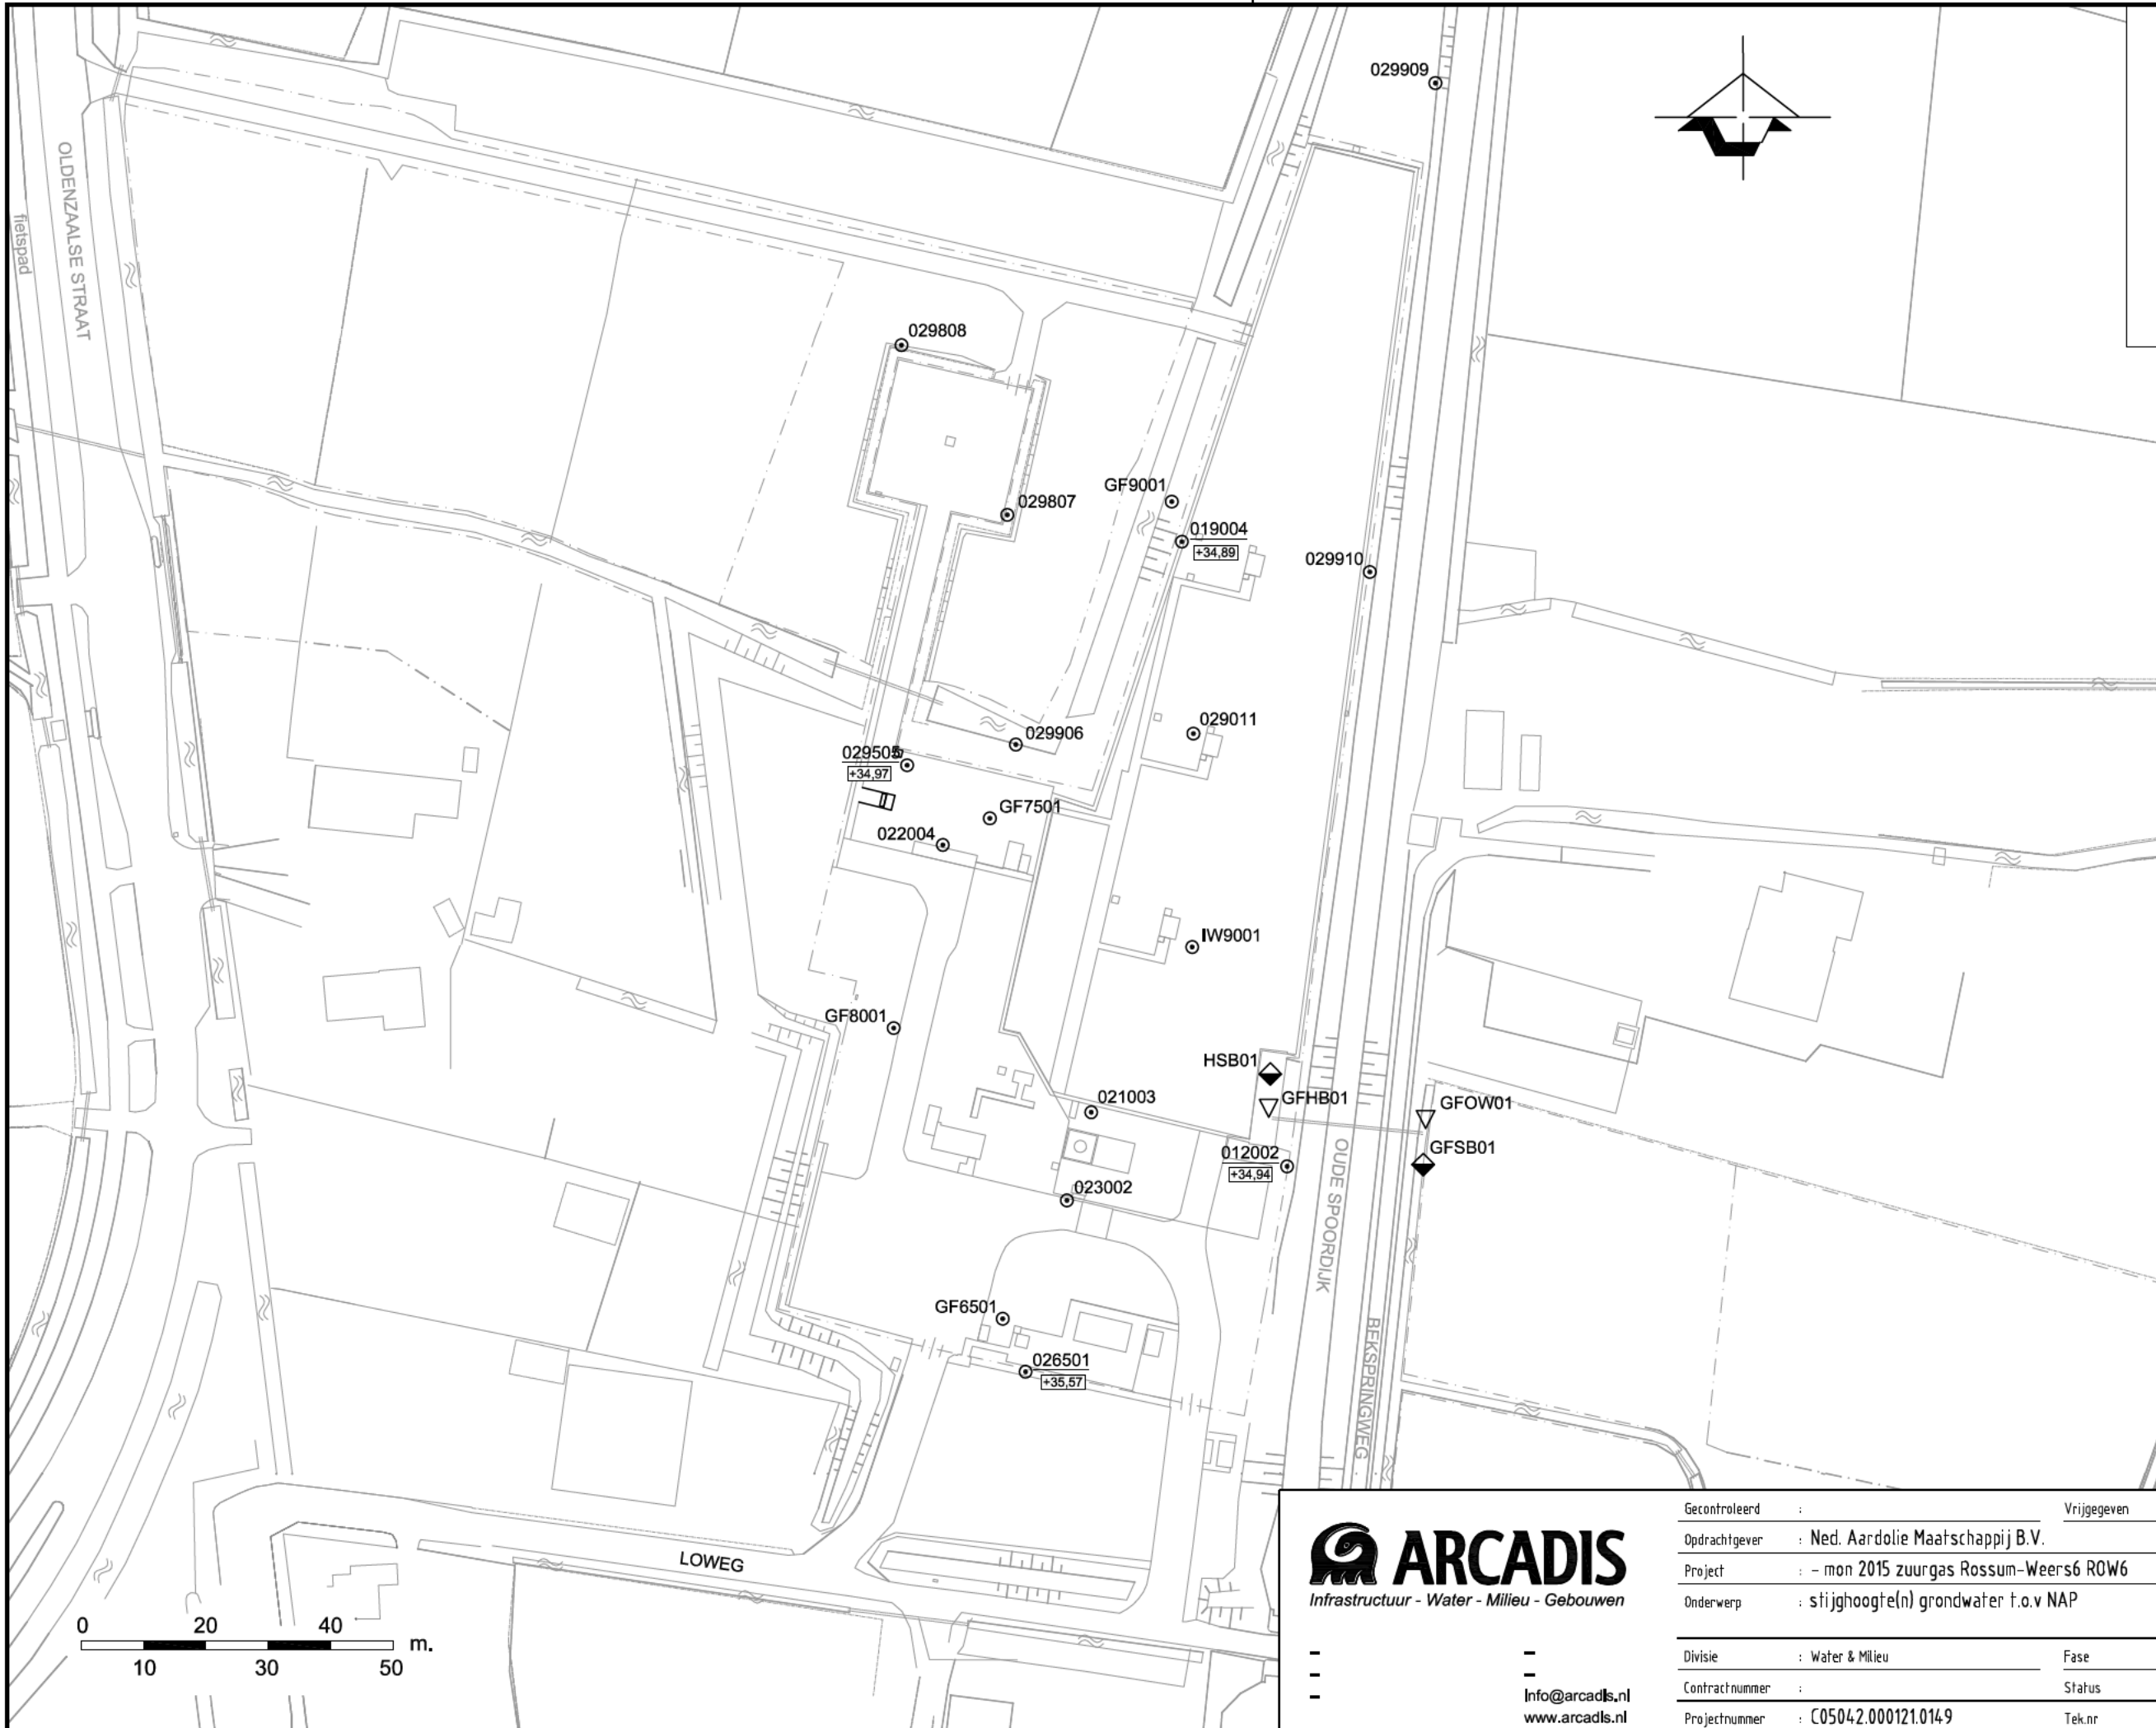 029909
OLDENZAALSE STRAAT
fietspad
029808
GF9001
029807
019004
+34,89
029910
029011
029906
029505
+34,97
GF7501
022004
IW9001
GF8001
HSB01
GFHB01
021003
GFOW01
OUDE SPOORDIJK
012002
+34,94
GFSB01
023002
GF6501
BEKSPRINGWEG
026501
+35,57
LOWEG
0 20 40 m.
10 30 50
ARCADIS
Infrastructuur - Water - Milieu - Gebouwen
info@arcadis.nl
www.arcadis.nl
Gecontroleerd : Vrijgegeven
Opdrachtgever : Ned. Aardolie Maatschappij B.V.
Project : - mon 2015 zuurgas Rossum-Weers6 ROW6
Onderwerp : stijghoogte(n) grondwater t.o.v NAP
Divisie : Water & Milieu Fase
Contractnummer : Status
Projectnummer : C05042.000121.0149 Tek.nr